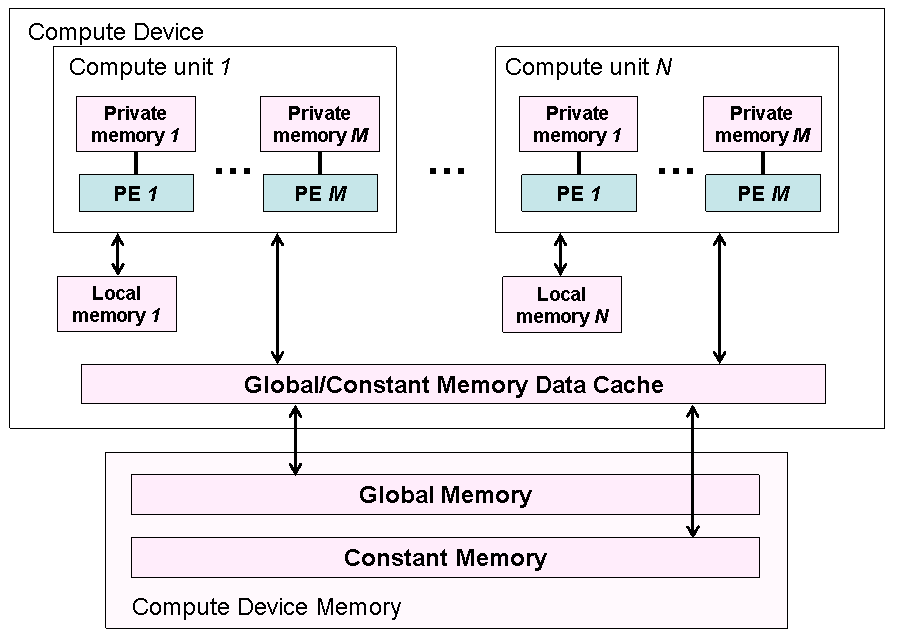 Compute Device
Compute unit 1
Compute unit N
Private
memory 1
Private
memory M
Private
memory 1
Private
memory M
...
...
...
PE 1
PE M
PE 1
PE M
Local
memory 1
Local
memory N
Global/Constant Memory Data Cache
Global Memory
Constant Memory
Compute Device Memory